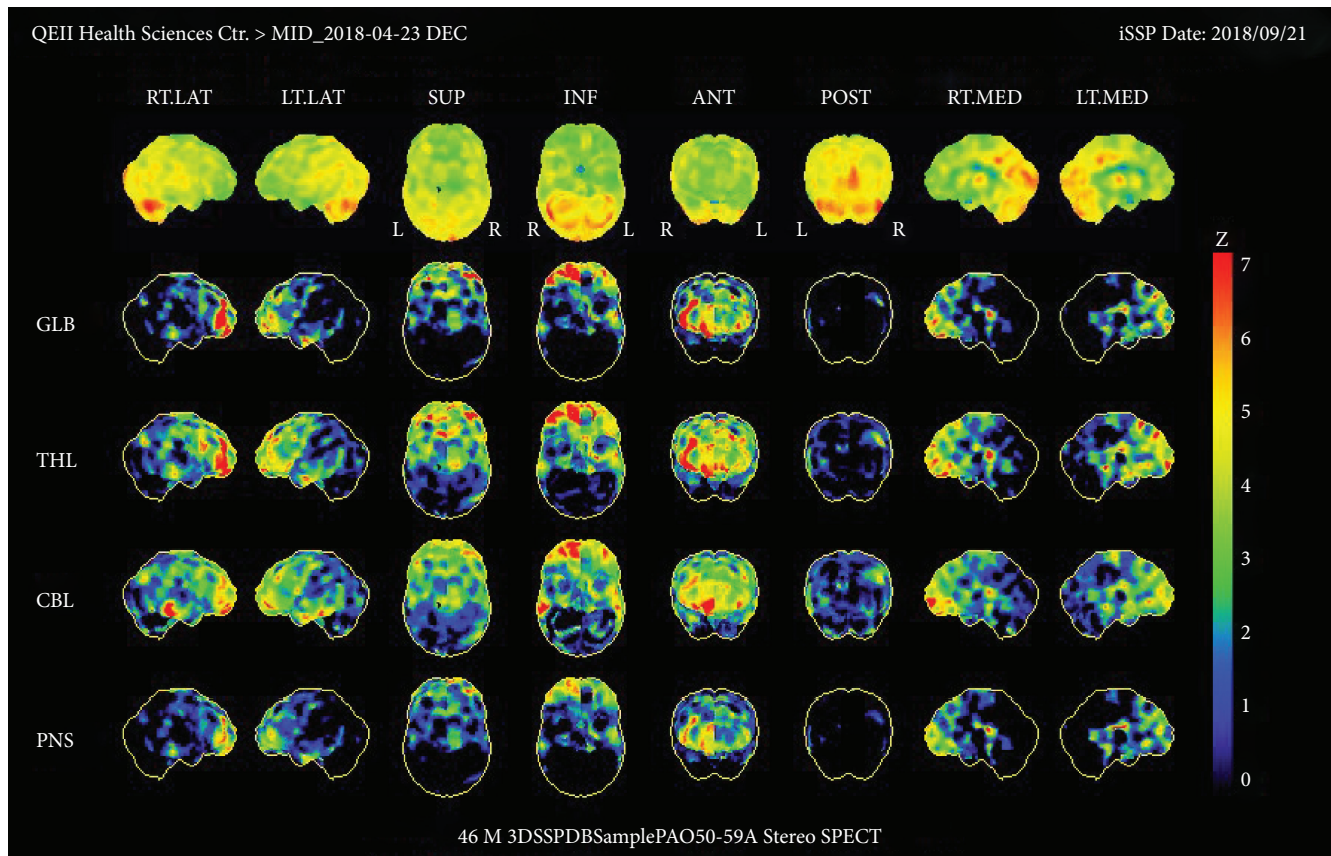 QEII Health Sciences Ctr. > MID_2018-04-23 DEC
iSSP Date: 2018/09/21
RT.LAT LT.LAT SUP INF ANT POST RT.MED LT.MED
L R R L R L L R
Z
GLB
THL
CBL
PNS
7
6
5
4
3
2
1
0
46 M 3DSSPDBSamplePAO50-59A Stereo SPECT